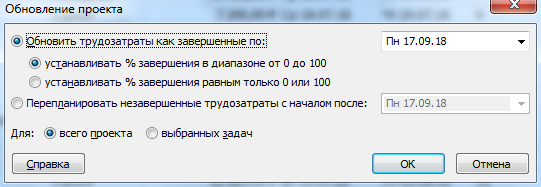 Обновление проекта
Обновить трудозатраты как завершенные по: Пн 17.09.18
устанавливать % завершения в диапазоне от 0 до 100
устанавливать % завершения равным только 0 или 100
Перепланировать незавершенные трудозатраты с началом после: Пн 17.09.18
Для: всего проекта выбранных задач
Справка ОК Отмена